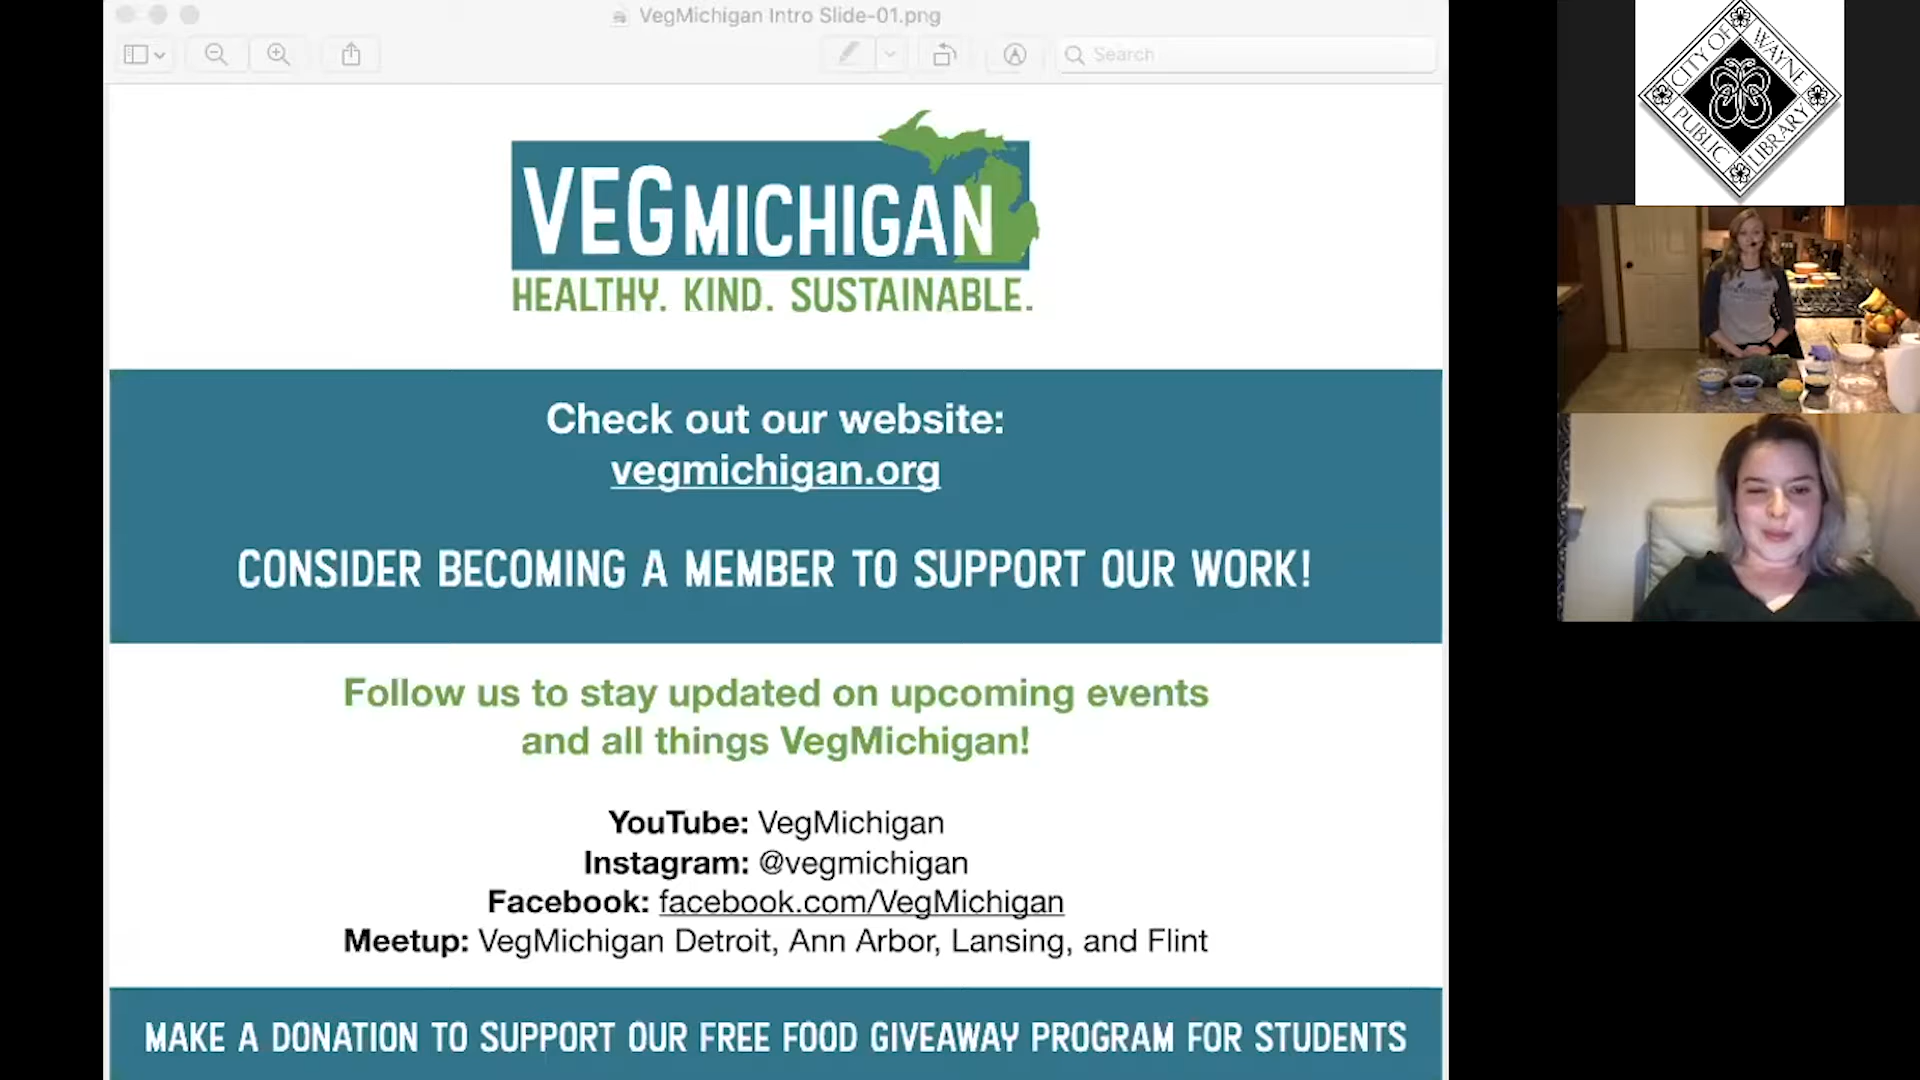 VegMichigan Intro Slide-01.png
Search
VEGMICHIGAN
HEALTHY. KIND. SUSTAINABLE.
Check out our website:
vegmichigan.org
CONSIDER BECOMING A MEMBER TO SUPPORT OUR WORK!
Follow us to stay updated on upcoming events
and all things VegMichigan!
YouTube: VegMichigan
Instagram: @vegmichigan
Facebook: facebook.com/VegMichigan
Meetup: VegMichigan Detroit, Ann Arbor, Lansing, and Flint
MAKE A DONATION TO SUPPORT OUR FREE FOOD GIVEAWAY PROGRAM FOR STUDENTS
CITY OF
WAYNE
PUBLIC
LIBRARY